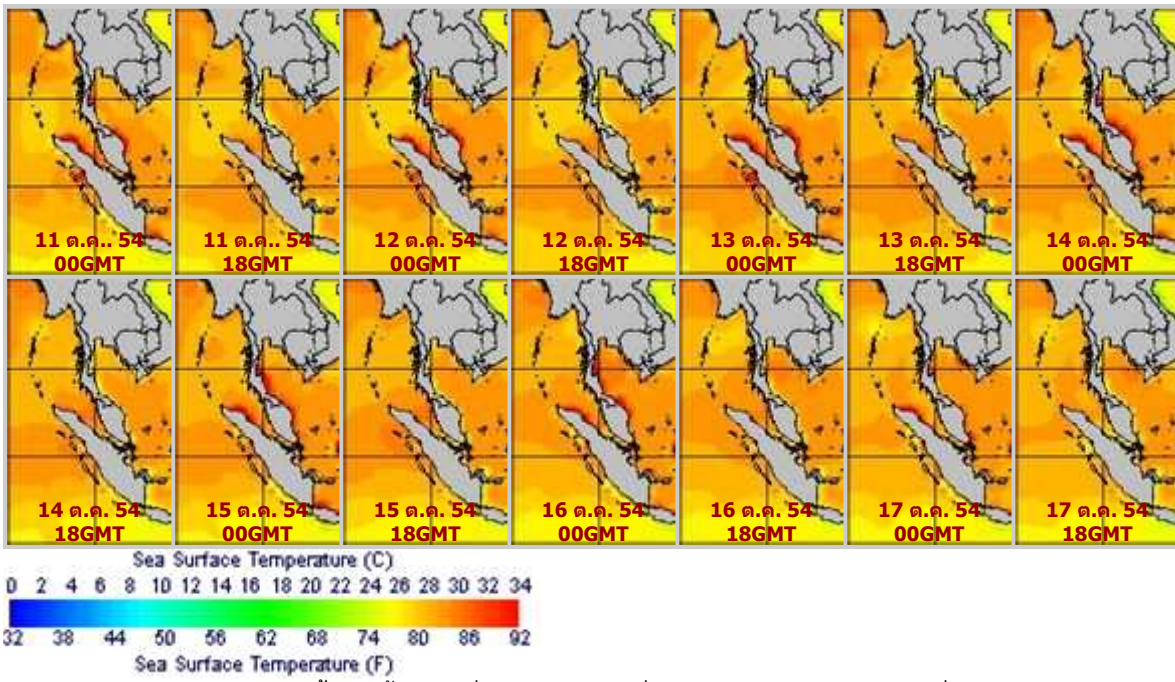 11 ต.ค.. 54
00GMT
11 ต.ค.. 54
18GMT
12 ต.ค. 54
00GMT
12 ต.ค. 54
18GMT
13 ต.ค. 54
00GMT
13 ต.ค. 54
18GMT
14 ต.ค. 54
00GMT
14 ต.ค. 54
18GMT
15 ต.ค. 54
00GMT
15 ต.ค. 54
18GMT
16 ต.ค. 54
00GMT
16 ต.ค. 54
18GMT
17 ต.ค. 54
00GMT
17 ต.ค. 54
18GMT
Sea Surface Temperature (C)
0 2 4 6 8 10 12 14 16 18 20 22 24 26 28 30 32 34
32 38 44 50 56 62 68 74 80 86 92
Sea Surface Temperature (F)